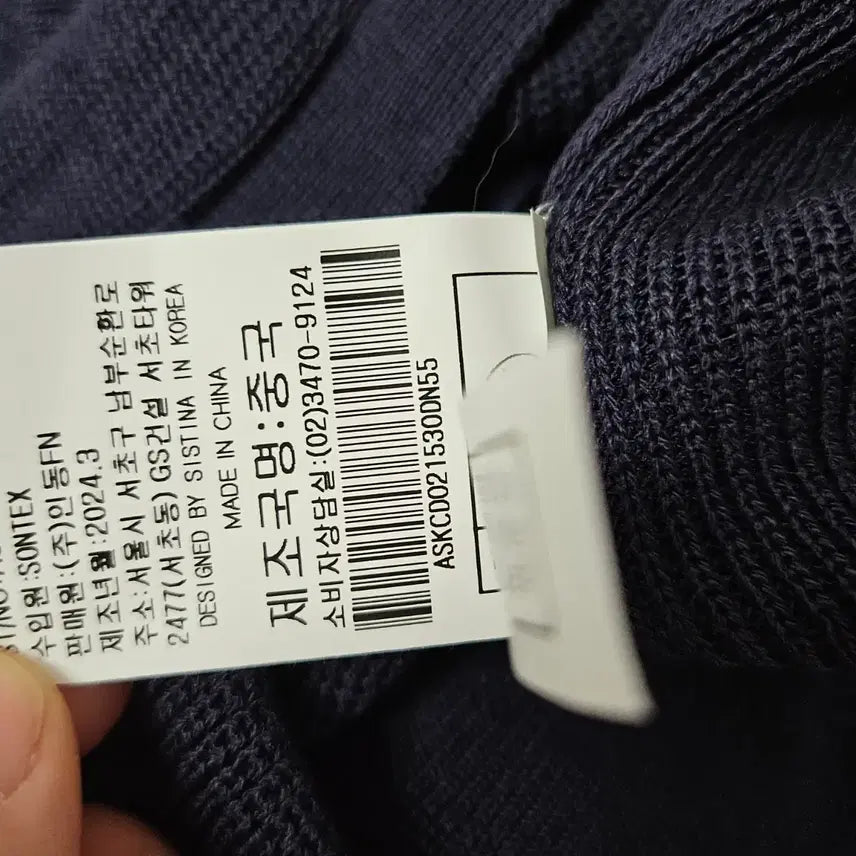 수입원:SONTEX
판매원:(주)인동FN
제조년월:2024.3
주소:서울시 서초구 남부순환로
2477(서초동) GS건설 서초타워
DESIGNED BY SISTINA IN KOREA
MADE IN CHINA
제조국명:중국
소비자상담실:(02)3470-9124
ASKCD021530DN55